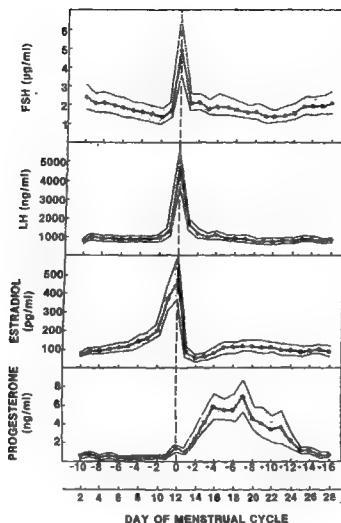 FSH (μg/ml)
6
5
4
3
2
1
LH (ng/ml)
5000
4000
3000
2000
1000
ESTRADIOL
(pg/ml)
500
400
300
200
100
PROGESTEROME
(ng/ml)
8
6
4
2
-10 -8 -6 -4 -2 0 +2 +4 +6 +8 +10 +12 +14 +16
2 4 6 8 10 12 14 16 18 20 22 24 26 28
DAY OF MENSTRUAL CYCLE